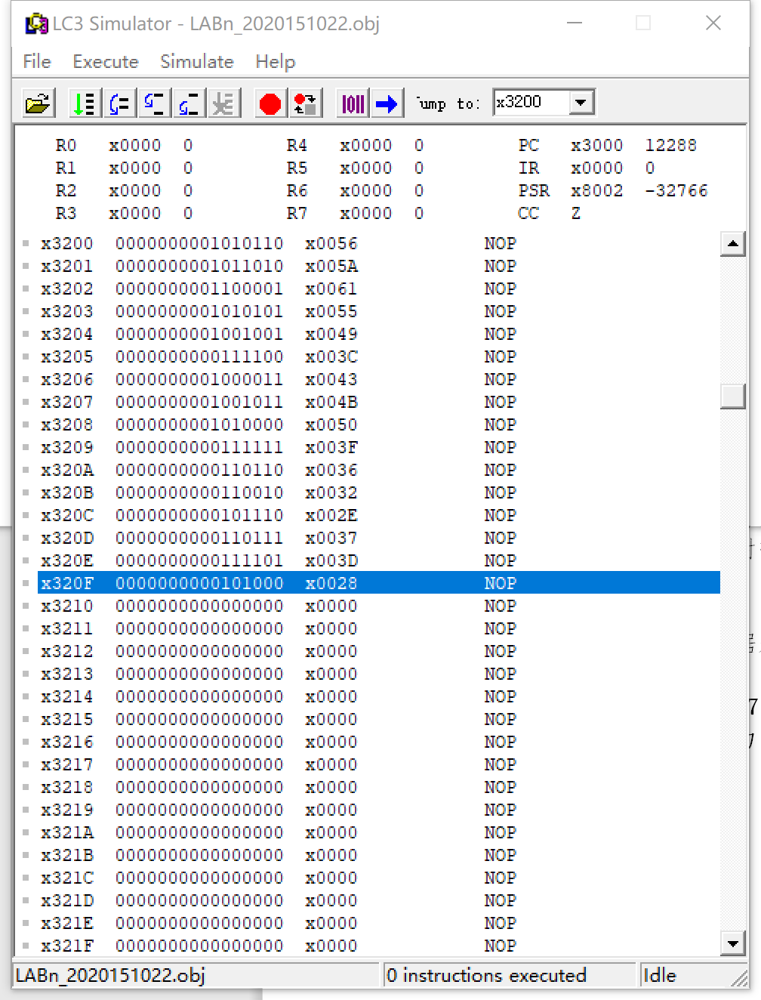 LC3 Simulator - LABn_2020151022.obj
File Execute Simulate Help
Jump to: x3200
R0 x0000 0 R4 x0000 0 PC x3000 12288
R1 x0000 0 R5 x0000 0 IR x0000 0
R2 x0000 0 R6 x0000 0 PSR x8002 -32766
R3 x0000 0 R7 x0000 0 CC Z
x3200 0000000001010110 x0056 NOP
x3201 0000000001011010 x005A NOP
x3202 0000000001100001 x0061 NOP
x3203 0000000001010101 x0055 NOP
x3204 0000000001001001 x0049 NOP
x3205 0000000000111100 x003C NOP
x3206 0000000001000011 x0043 NOP
x3207 0000000001001011 x004B NOP
x3208 0000000001010000 x0050 NOP
x3209 0000000000111111 x003F NOP
x320A 0000000000110110 x0036 NOP
x320B 0000000000110010 x0032 NOP
x320C 0000000000101110 x002E NOP
x320D 0000000000110111 x0037 NOP
x320E 0000000000111101 x003D NOP
x320F 0000000000101000 x0028 NOP
x3210 0000000000000000 x0000 NOP
x3211 0000000000000000 x0000 NOP
x3212 0000000000000000 x0000 NOP
x3213 0000000000000000 x0000 NOP
x3214 0000000000000000 x0000 NOP
x3215 0000000000000000 x0000 NOP
x3216 0000000000000000 x0000 NOP
x3217 0000000000000000 x0000 NOP
x3218 0000000000000000 x0000 NOP
x3219 0000000000000000 x0000 NOP
x321A 0000000000000000 x0000 NOP
x321B 0000000000000000 x0000 NOP
x321C 0000000000000000 x0000 NOP
x321D 0000000000000000 x0000 NOP
x321E 0000000000000000 x0000 NOP
x321F 0000000000000000 x0000 NOP
LABn_2020151022.obj 0 instructions executed Idle